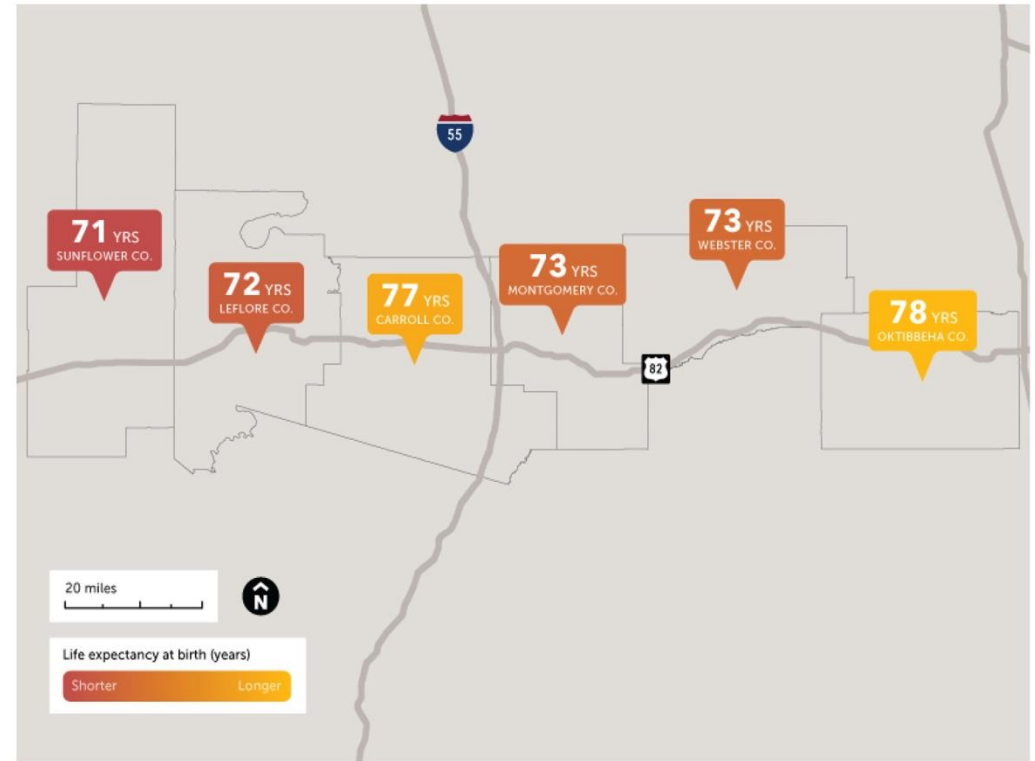 55
73 YRS
WEBSTER CO.
71 YRS
SUNFLOWER CO.
73 YRS
MONTGOMERY CO.
72 YRS
LEFLORE CO.
77 YRS
CARROLL CO.
78 YRS
OKTIBBEHA CO.
82
20 miles
N
Life expectancy at birth (years)
Shorter Longer